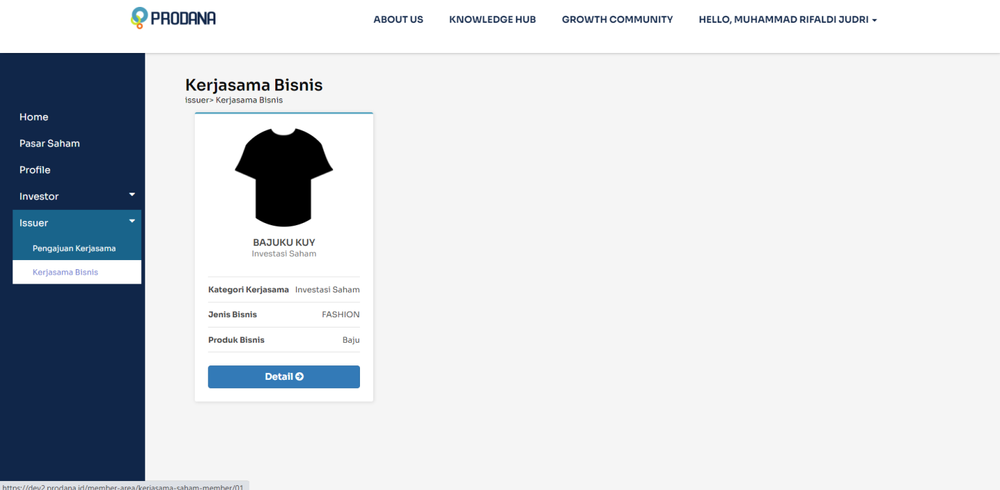 PRODANA
ABOUT US KNOWLEDGE HUB GROWTH COMMUNITY HELLO, MUHAMMAD RIFALDI JUDRI
Home
Pasar Saham
Profile
Investor
Issuer
Pengajuan Kerjasama
Kerjasama Bisnis
Kerjasama Bisnis
issuer> Kerjasama Bisnis
BAJUKU KUY
Investasi Saham
Kategori Kerjasama Investasi Saham
Jenis Bisnis FASHION
Produk Bisnis Baju
Detail
https://dev2.prodana.id/member-area/kerjasama-saham-member/01